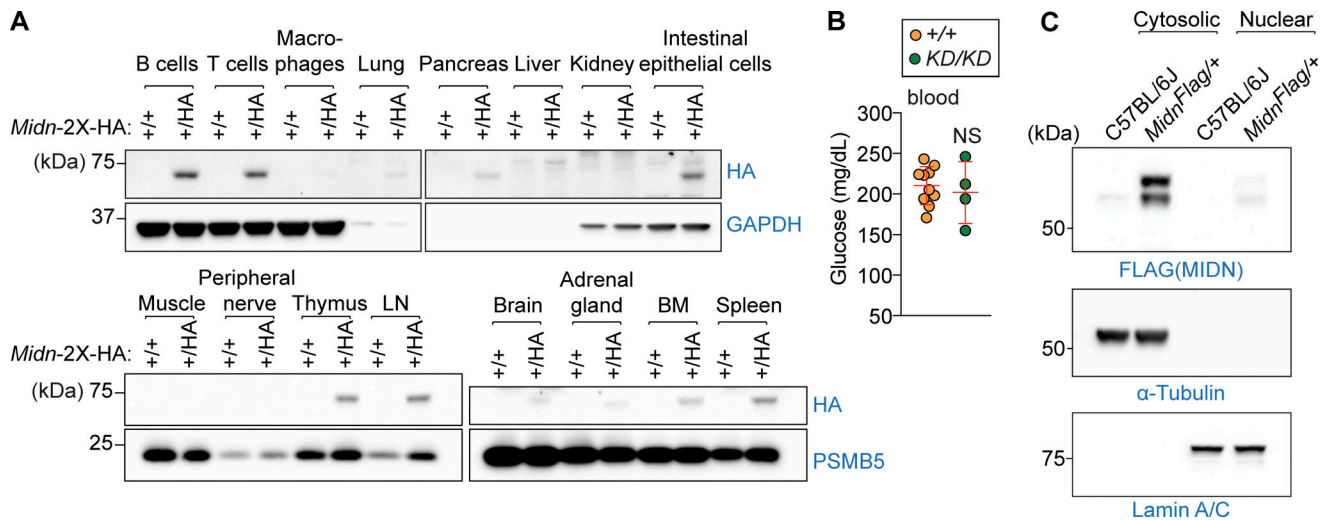 A
Macro-
Intestinal
B cells T cells phages Lung Pancreas Liver Kidney epithelial cells
Midn-2X-HA: +/+ +/HA +/+ +/HA +/+ +/HA +/+ +/HA +/+ +/HA +/+ +/HA +/+ +/HA +/+ +/HA
(kDa) 75
HA
37
GAPDH
Peripheral Adrenal
Muscle nerve Thymus LN Brain gland BM Spleen
Midn-2X-HA: +/+ +/HA +/+ +/HA +/+ +/HA +/+ +/HA +/+ +/HA +/+ +/HA +/+ +/HA +/+ +/HA
(kDa) 75
HA
25
PSMB5
B
+/+
KD/KD
blood
NS
Glucose (mg/dL)
300
250
200
150
100
50
C
Cytosolic Nuclear
C57BL/6J MidnFlag/+ C57BL/6J MidnFlag/+
(kDa)
50
FLAG(MIDN)
50
α-Tubulin
75
Lamin A/C